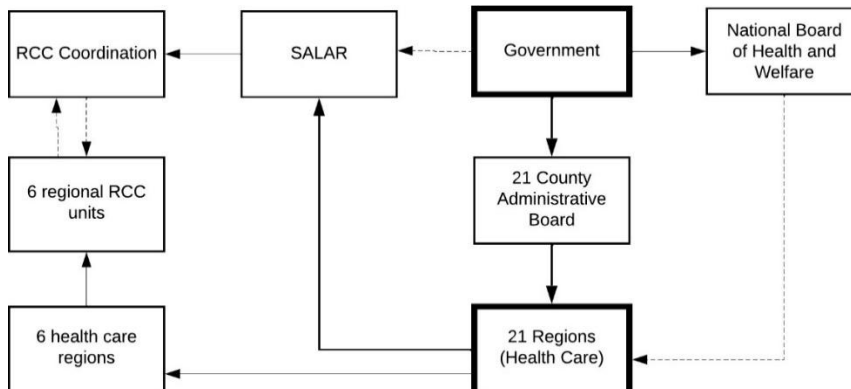 RCC Coordination
SALAR
Government
National Board
of Health and
Welfare
6 regional RCC
units
21 County
Administrative
Board
6 health care
regions
21 Regions
(Health Care)